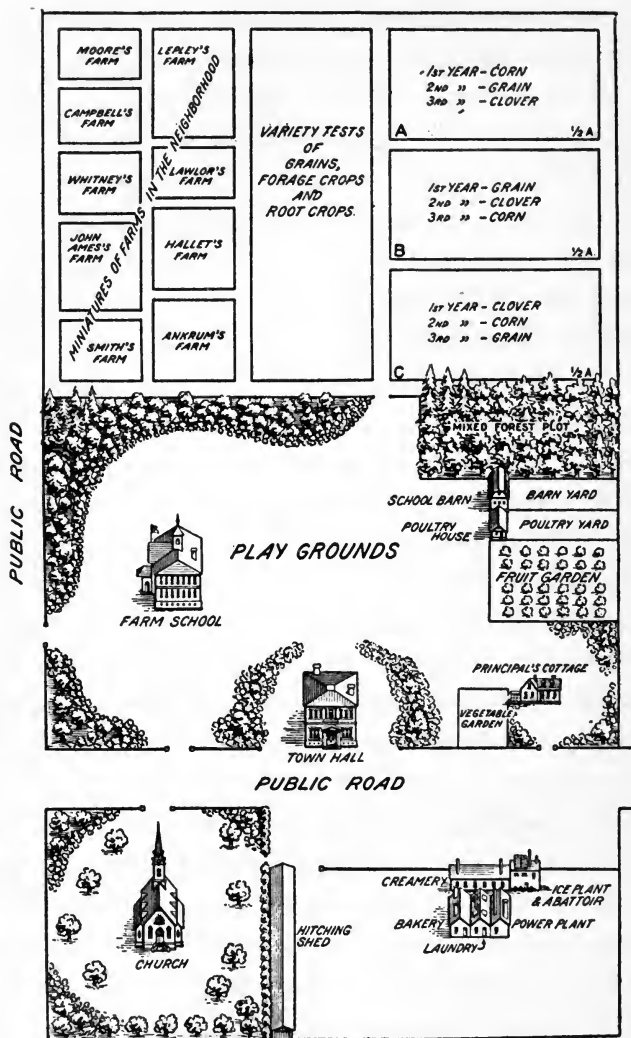 MOORE'S
FARM
LEPLEY'S
FARM
CAMPBELL'S
FARM
WHITNEY'S
FARM
LAWLOR'S
FARM
JOHN
AMES'S
FARM
HALLET'S
FARM
SMITH'S
FARM
ANKRUM'S
FARM
MINIATURES OF FARMS IN THE NEIGHBORHOOD
VARIETY TESTS
OF
GRAINS,
FORAGE CROPS
AND
ROOT CROPS.
1ST YEAR - CORN
2ND " - GRAIN
3RD " - CLOVER
A ½ A
1ST YEAR - GRAIN
2ND " - CLOVER
3RD " - CORN
B ½ A.
1ST YEAR - CLOVER
2ND " - CORN
3RD " - GRAIN
C ½ A.
MIXED FOREST PLOT
PUBLIC ROAD
SCHOOL BARN
BARN YARD
POULTRY
HOUSE
POULTRY YARD
PLAY GROUNDS
FRUIT GARDEN
FARM SCHOOL
PRINCIPAL'S COTTAGE
VEGETABLE
GARDEN
TOWN HALL
PUBLIC ROAD
CHURCH
HITCHING
SHED
CREAMERY
ICE PLANT
& ABATTOIR
BAKERY
POWER PLANT
LAUNDRY